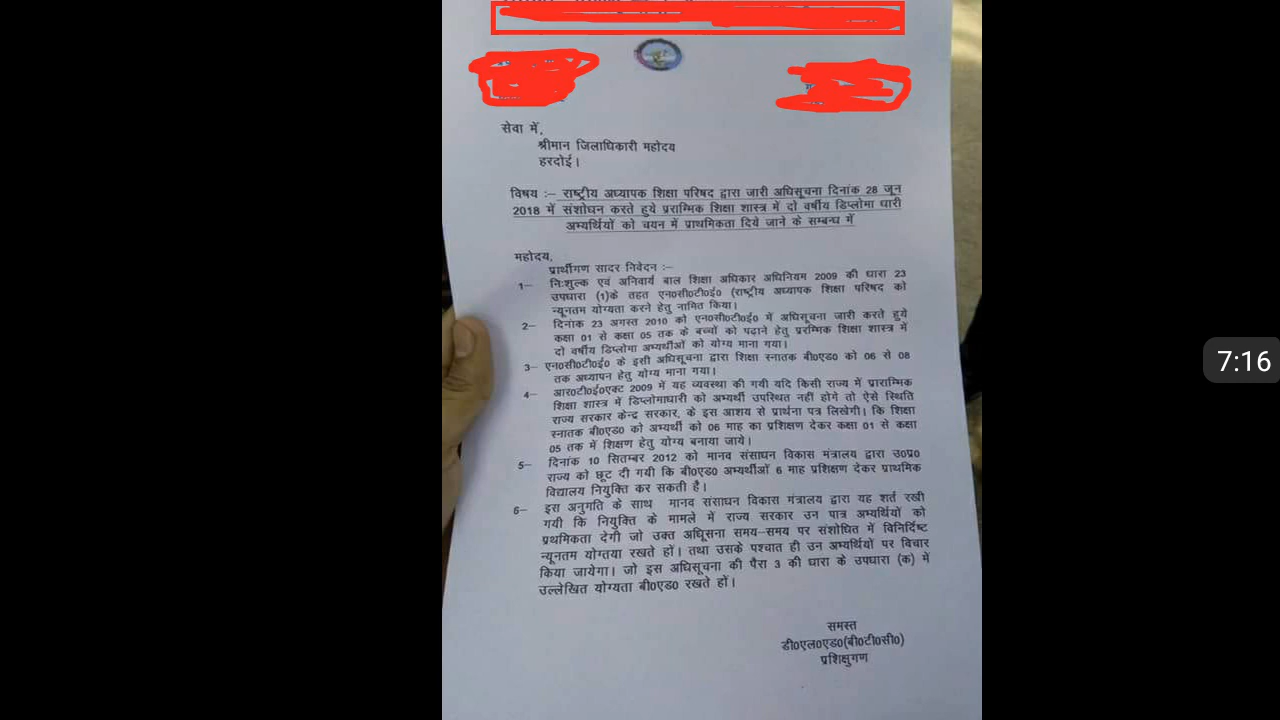 सेवा में,
श्रीमान जिलाधिकारी महोदय
हरदोई।
विषय :– राष्ट्रीय अध्यापक शिक्षा परिषद द्वारा जारी अधिसूचना दिनांक 28 जून
2018 में संशोधन करते हुये प्रराम्भिक शिक्षा शास्त्र में दो वर्षीय डिप्लोमा धारी
अभ्यर्थियों को चयन में प्राथमिकता दिये जाने के सम्बन्ध में
महोदय,
प्रार्थीगण सादर निवेदन :–
1– नि:शुल्क एवं अनिवार्य बाल शिक्षा अधिकार अधिनियम 2009 की धारा 23
उपधारा (1)के तहत एन0सी0टी0ई0 (राष्ट्रीय अध्यापक शिक्षा परिषद को
न्यूनतम योग्यता करने हेतु नामित किया।
2– दिनांक 23 अगस्त 2010 को एन0सी0टी0ई0 में अधिसूचना जारी करते हुये
कक्षा 01 से कक्षा 05 तक के बच्चों को पढ़ाने हेतु प्ररम्भिक शिक्षा शास्त्र में
दो वर्षीय डिप्लोमा अभ्यर्थीओं को योग्य माना गया।
3– एन0सी0टी0ई0 के इसी अधिसूचना द्वारा शिक्षा स्नातक बी0एड0 को 06 से 08
तक अध्यापन हेतु योग्य माना गया।
4– आर0टी0ई0एक्ट 2009 में यह व्यवस्था की गयी यदि किसी राज्य में प्राराम्भिक
शिक्षा शास्त्र में डिप्लोमाधारी को अभ्यर्थी उपस्थित नहीं होगे तो ऐसे स्थिति
राज्य सरकार केन्द्र सरकार, के इस आशय से प्रार्थना पत्र लिखेगी। कि शिक्षा
स्नातक बी0एड0 को अभ्यर्थी को 06 माह का प्रशिक्षण देकर कक्षा 01 से कक्षा
05 तक में शिक्षण हेतु योग्य बनाया जाये।
5– दिनांक 10 सितम्बर 2012 को मानव संसाधन विकास मंत्रालय द्वारा उ0प्र0
राज्य को छूट दी गयी कि बी0एड0 अभ्यर्थीओं 6 माह प्रशिक्षण देकर प्राथमिक
विद्यालय नियुक्ति कर सकती है।
6– इस अनुमति के साथ मानव संसाधन विकास मंत्रालय द्वारा यह शर्त रखी
गयी कि नियुक्ति के मामले में राज्य सरकार उन पात्र अभ्यर्थियों को
प्रथमिकता देगी जो उक्त अधिूसना समय–समय पर संशोधित में विनिर्दिष्ट
न्यूनतम योग्तया रखते हों। तथा उसके पश्चात ही उन अभ्यर्थियों पर विचार
किया जायेगा। जो इस अधिसूचना की पैरा 3 की धारा के उपधारा (क) में
उल्लेखित योग्यता बी0एड0 रखते हों।
समस्त
डी0एल0एड0(बी0टी0सी0)
प्रशिक्षुगण
7:16